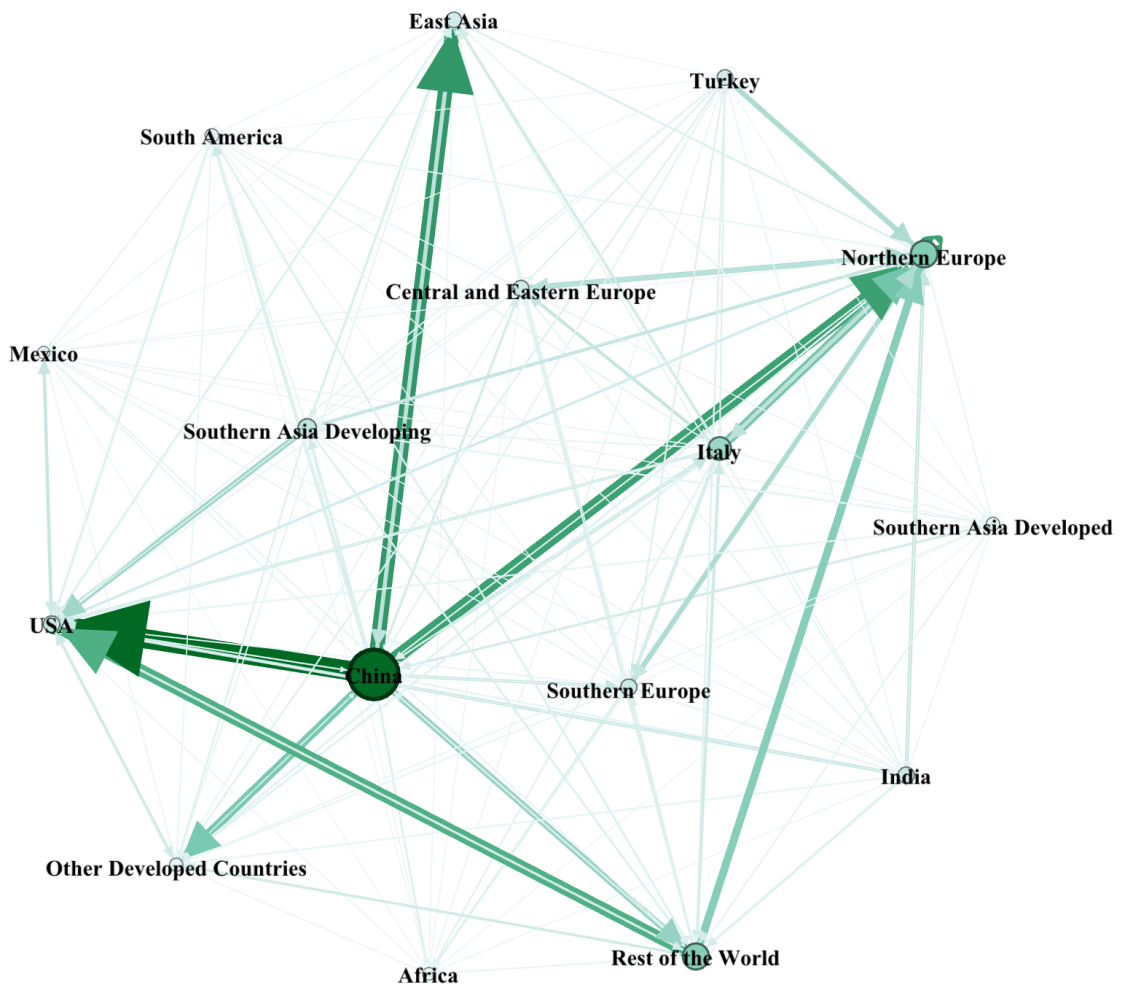 East Asia
Turkey
South America
Northern Europe
Central and Eastern Europe
Mexico
Southern Asia Developing
Italy
Southern Asia Developed
USA
China
Southern Europe
India
Other Developed Countries
Rest of the World
Africa